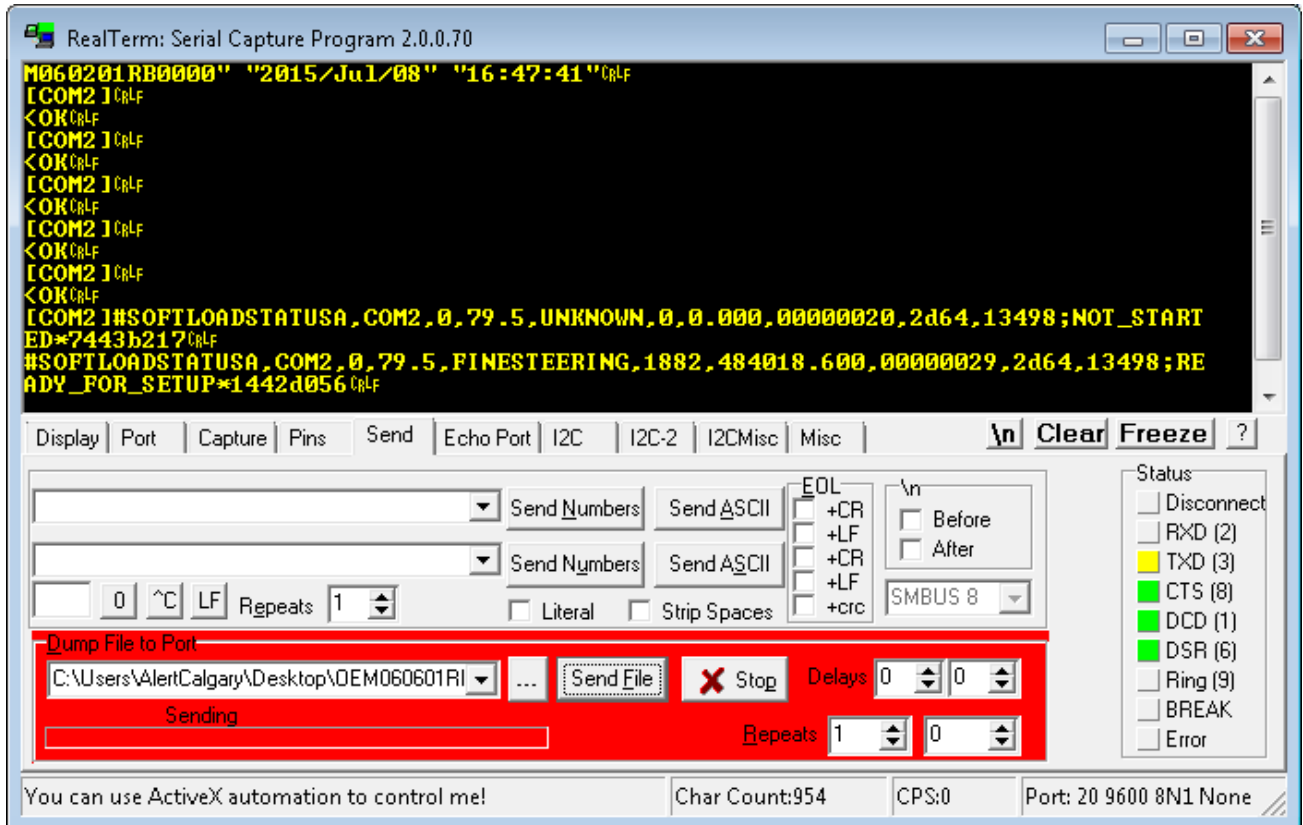 RealTerm: Serial Capture Program 2.0.0.70
M060201RB0000" "2015/Jul/08" "16:47:41"CRLF
[COM2]CRLF
<OKCRLF
[COM2]CRLF
<OKCRLF
[COM2]CRLF
<OKCRLF
[COM2]CRLF
<OKCRLF
[COM2]CRLF
<OKCRLF
[COM2]#SOFTLOADSTATUSA,COM2,0,79.5,UNKNOWN,0,0.000,00000020,2d64,13498;NOT_START
ED*7443b217CRLF
#SOFTLOADSTATUSA,COM2,0,79.5,FINESTEERING,1882,484018.600,00000029,2d64,13498;RE
ADY_FOR_SETUP*1442d056CRLF
Display Port Capture Pins Send Echo Port I2C I2C-2 I2CMisc Misc \n Clear Freeze ?
EOL \n Status
Send Numbers Send ASCII +CR Before Disconnect
+LF RXD (2)
Send Numbers Send ASCII +CR After TXD (3)
+LF CTS (8)
0 ^C LF Repeats 1 Literal Strip Spaces +crc SMBUS 8 DCD (1)
Dump File to Port DSR (6)
C:\Users\AlertCalgary\Desktop\OEM060601RI ... Send File Stop Delays 0 0 Ring (9)
Sending BREAK
Repeats 1 0 Error
You can use ActiveX automation to control me! Char Count:954 CPS:0 Port: 20 9600 8N1 None